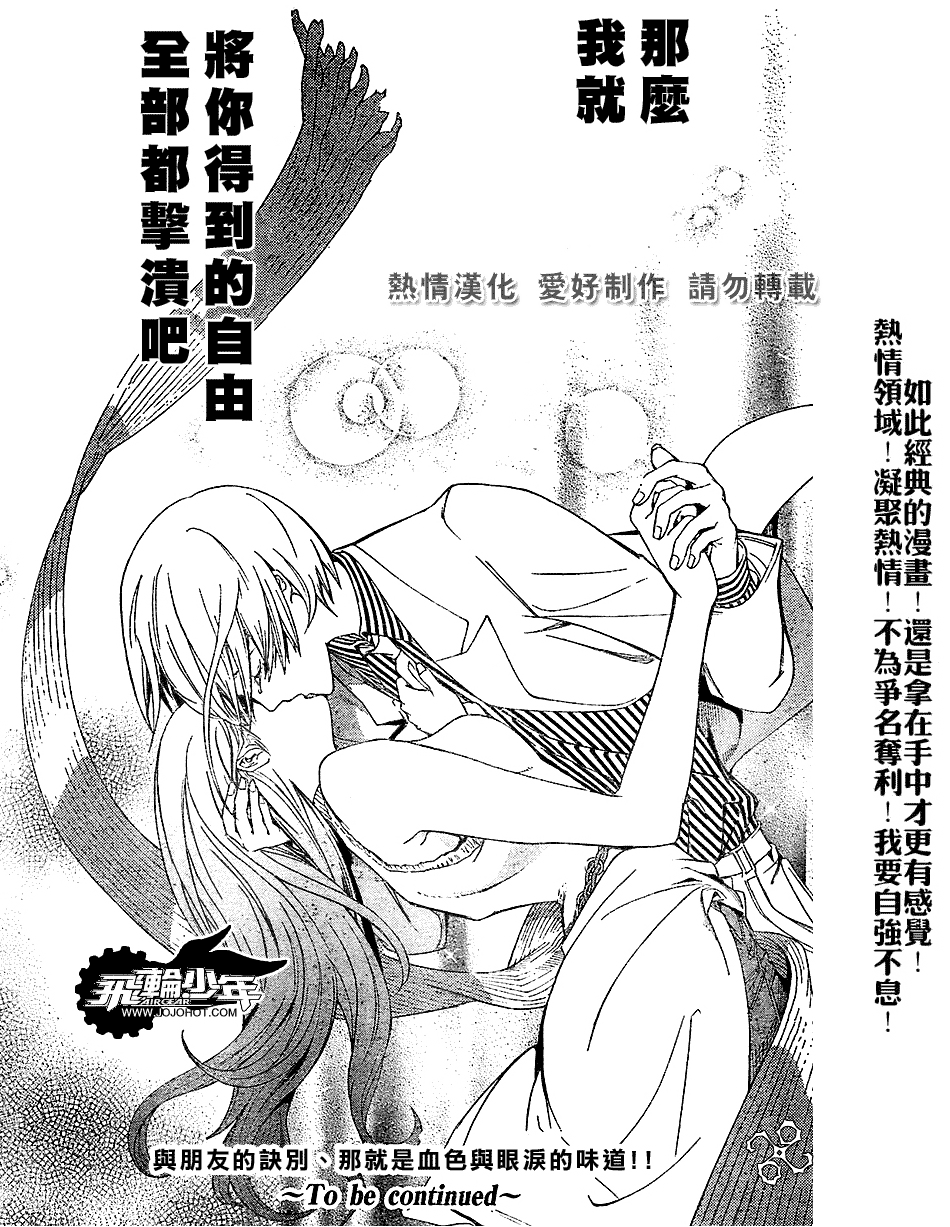 那麼
我就
將你得到的自由
全部都擊潰吧
熱情漢化 愛好制作 請勿轉載
如此經典的漫畫！還是拿在手中才更有感覺！
熱情領域！凝聚熱情！不為爭名奪利！我要自強不息！
飛輪少年
AIR GEAR
WWW.JOJOHOT.COM
與朋友的訣別、那就是血色與眼淚的味道!!
~To be continued~